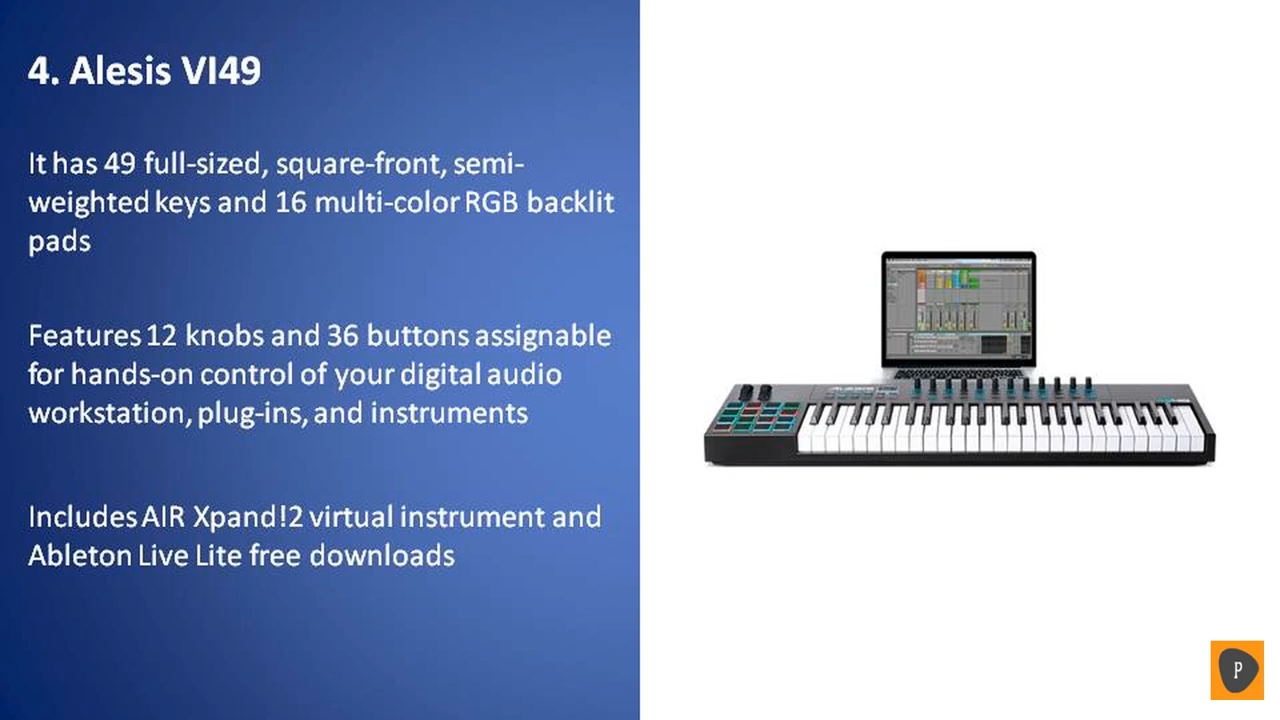 4. Alesis VI49
It has 49 full-sized, square-front, semi-
weighted keys and 16 multi-color RGB backlit
pads
Features 12 knobs and 36 buttons assignable
for hands-on control of your digital audio
workstation, plug-ins, and instruments
Includes AIR Xpand!2 virtual instrument and
Ableton Live Lite free downloads
ALESIS
P